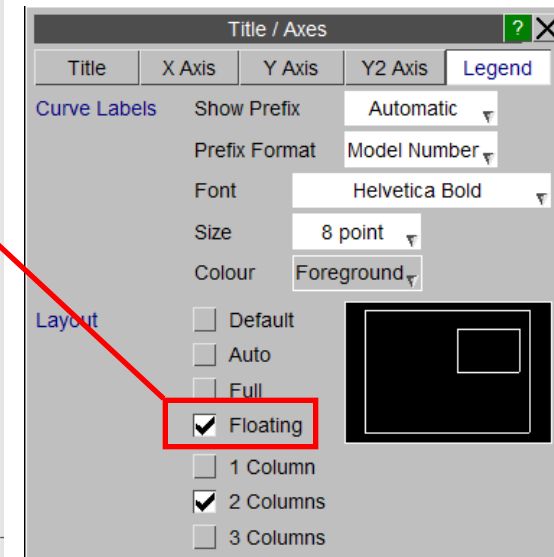 Title / Axes ? X
Title X Axis Y Axis Y2 Axis Legend
Curve Labels Show Prefix Automatic
Prefix Format Model Number
Font Helvetica Bold
Size 8 point
Colour Foreground
Layout Default
Auto
Full
Floating
1 Column
2 Columns
3 Columns